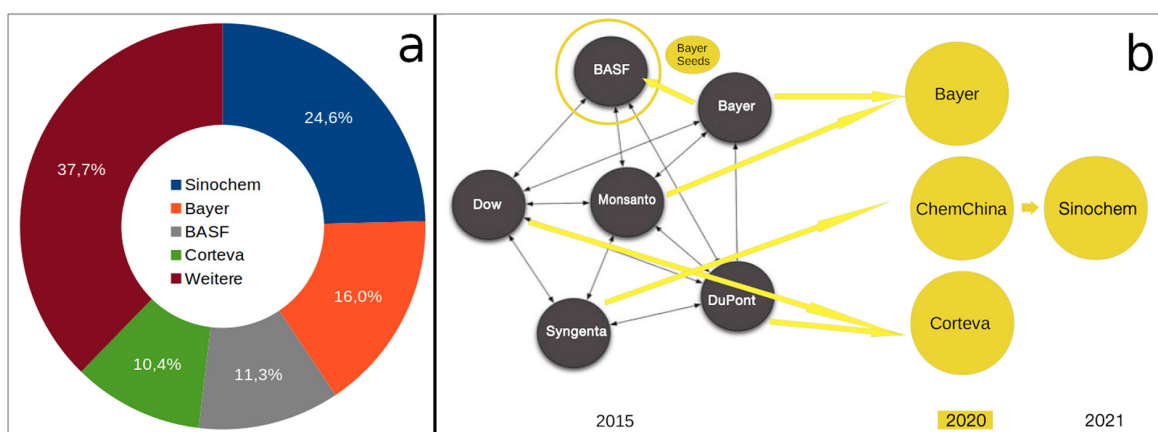 a
24,6%
37,7%
Sinochem
Bayer
BASF
Corteva
Weitere
16,0%
10,4%
11,3%
b
BASF
Bayer
Seeds
Bayer
Bayer
Dow
Monsanto
ChemChina
Sinochem
DuPont
Syngenta
Corteva
2015
2020
2021